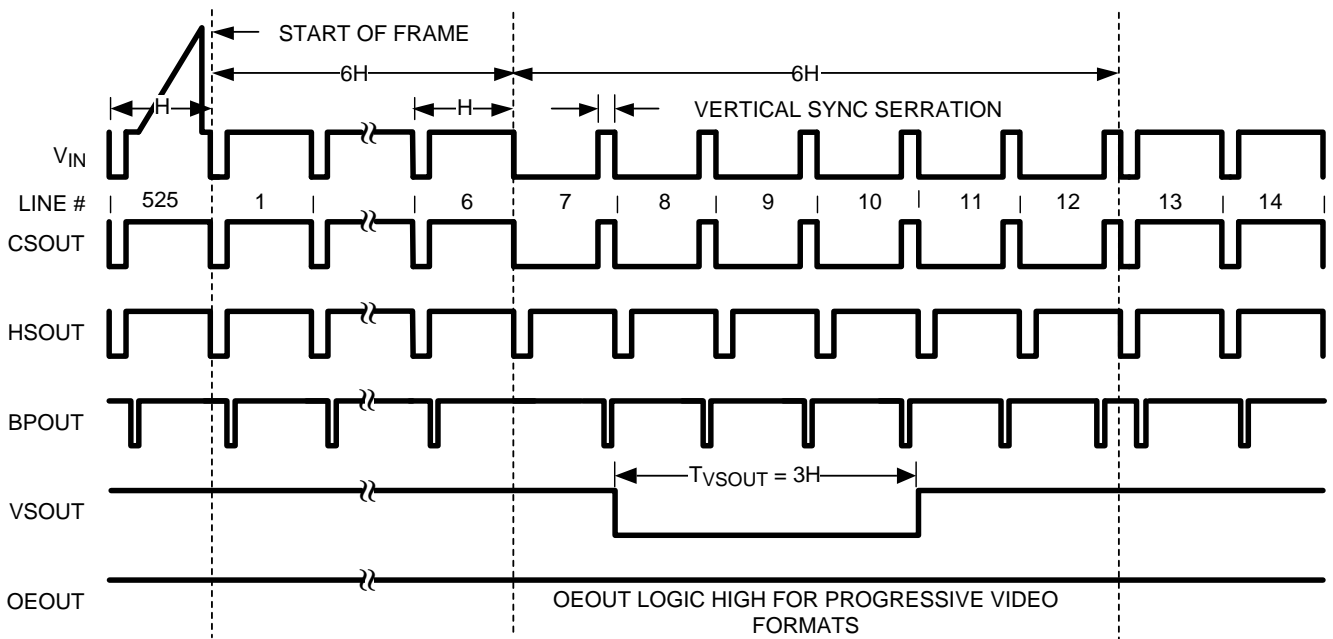 START OF FRAME
6H
6H
H
H
VERTICAL SYNC SERRATION
VIN
LINE # 525 1 6 7 8 9 10 11 12 13 14
CSOUT
HSOUT
BPOUT
TVSOUT = 3H
VSOUT
OEOUT
OEOUT LOGIC HIGH FOR PROGRESSIVE VIDEO
FORMATS